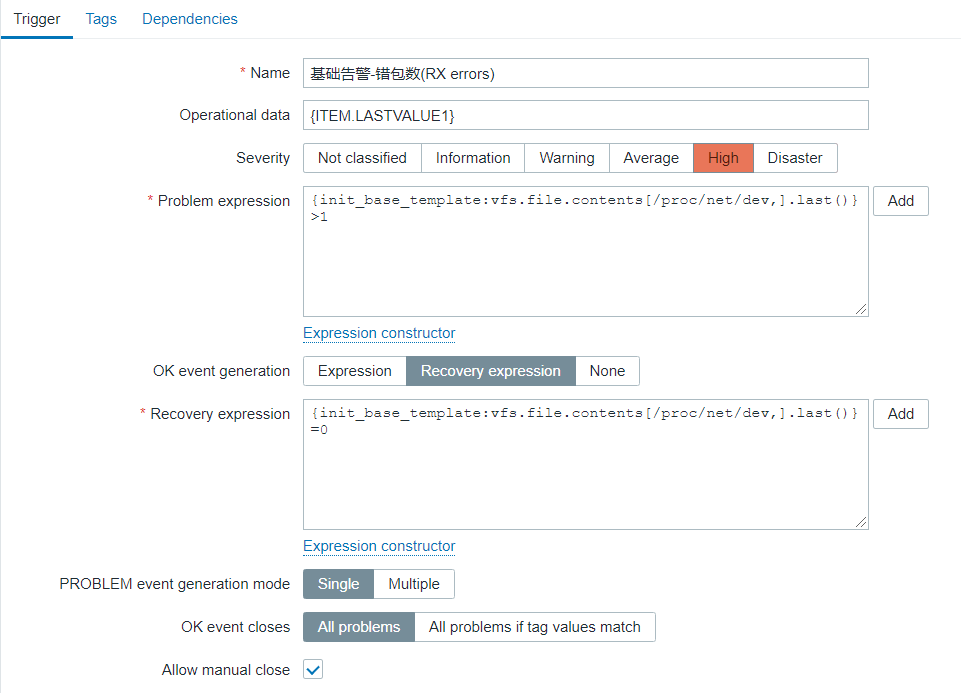 Trigger Tags Dependencies
* Name 基础告警-错包数(RX errors)
Operational data {ITEM.LASTVALUE1}
Severity Not classified Information Warning Average High Disaster
* Problem expression {init_base_template:vfs.file.contents[/proc/net/dev,].last()} Add
>1
Expression constructor
OK event generation Expression Recovery expression None
* Recovery expression {init_base_template:vfs.file.contents[/proc/net/dev,].last()} Add
=0
Expression constructor
PROBLEM event generation mode Single Multiple
OK event closes All problems All problems if tag values match
Allow manual close